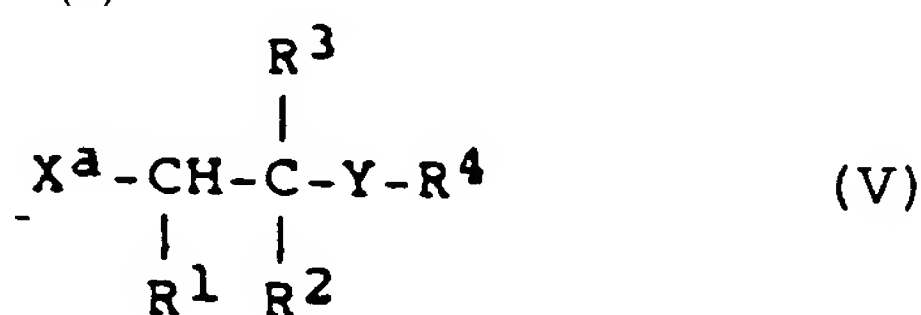 R³
|
Xᵃ-CH-C-Y-R⁴ (V)
| |
R¹ R²